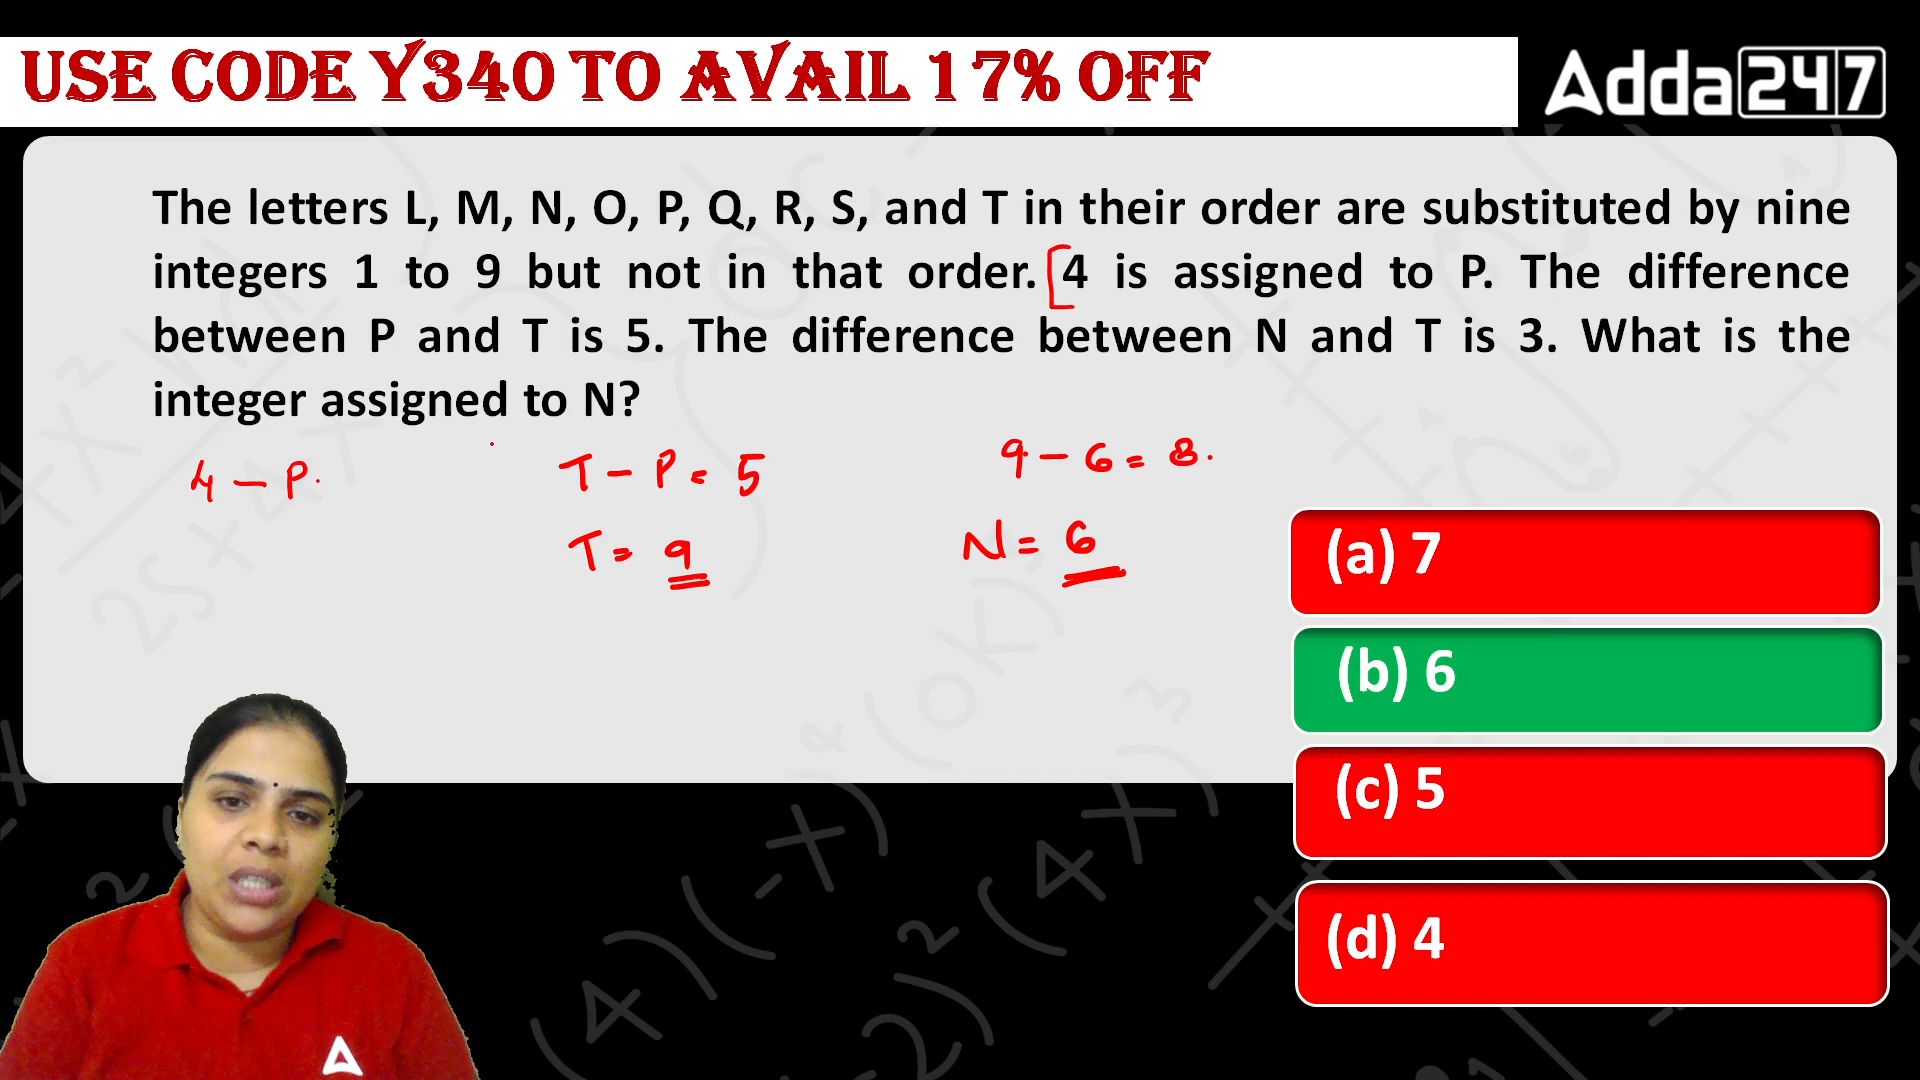 USE CODE Y340 TO AVAIL 17% OFF
Adda247
The letters L, M, N, O, P, Q, R, S, and T in their order are substituted by nine
integers 1 to 9 but not in that order. [4 is assigned to P. The difference
between P and T is 5. The difference between N and T is 3. What is the
integer assigned to N?
4 - P.
T - P = 5
9 - 6 = 3.
T = 9
N = 6
(a) 7
(b) 6
(c) 5
(d) 4